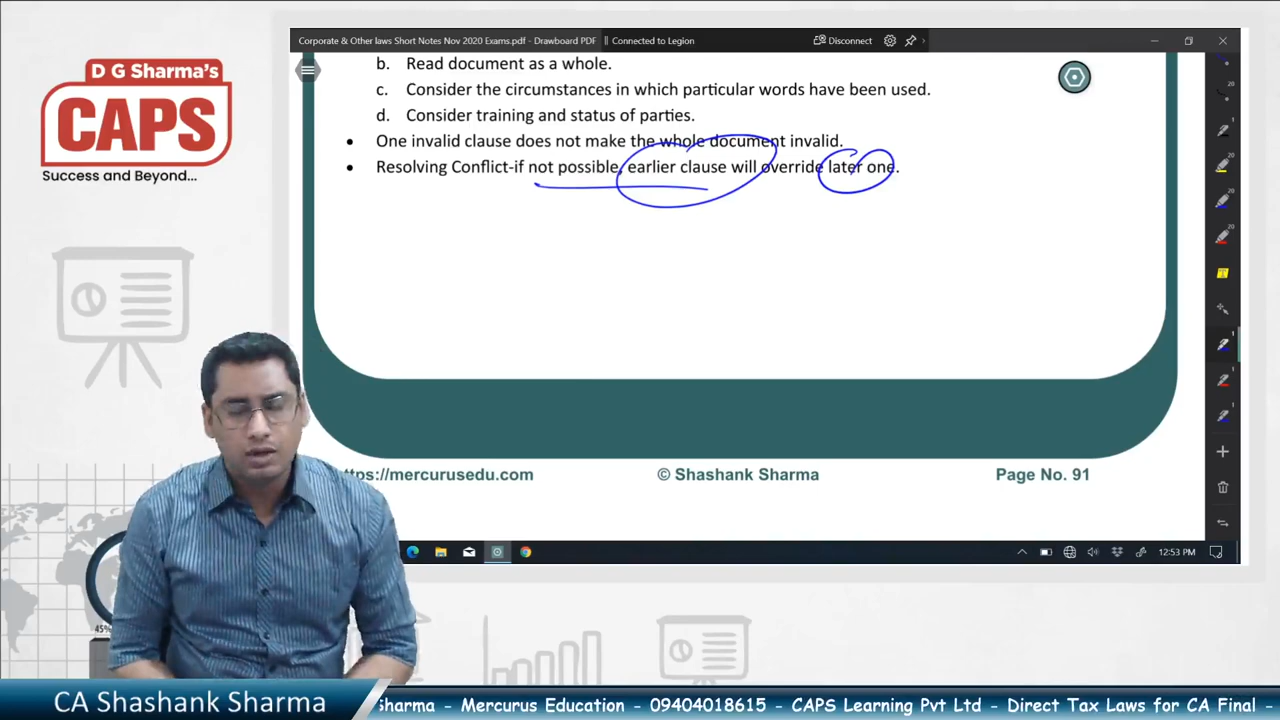 D G Sharma's
CAPS
Success and Beyond...
Corporate & Other laws Short Notes Nov 2020 Exams.pdf - Drawboard PDF
Connected to Legion
Disconnect
b. Read document as a whole.
c. Consider the circumstances in which particular words have been used.
d. Consider training and status of parties.
• One invalid clause does not make the whole document invalid.
• Resolving Conflict-if not possible, earlier clause will override later one.
ttps://mercurusedu.com
© Shashank Sharma
Page No. 91
12:53 PM
45%
CA Shashank Sharma
Sharma - Mercurus Education - 09404018615 - CAPS Learning Pvt Ltd - Direct Tax Laws for CA Final -